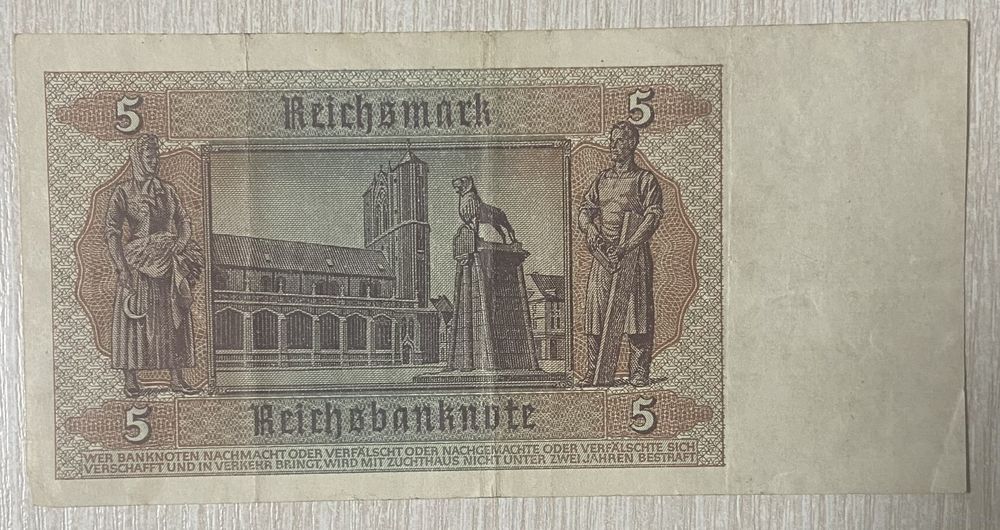 5 Reichsmark 5
5 Reichsbanknote 5
WER BANKNOTEN NACHMACHT ODER VERFÄLSCHT ODER NACHGEMACHTE ODER VERFÄLSCHTE SICH
VERSCHAFFT UND IN VERKEHR BRINGT, WIRD MIT ZUCHTHAUS NICHT UNTER ZWEI JAHREN BESTRAFT